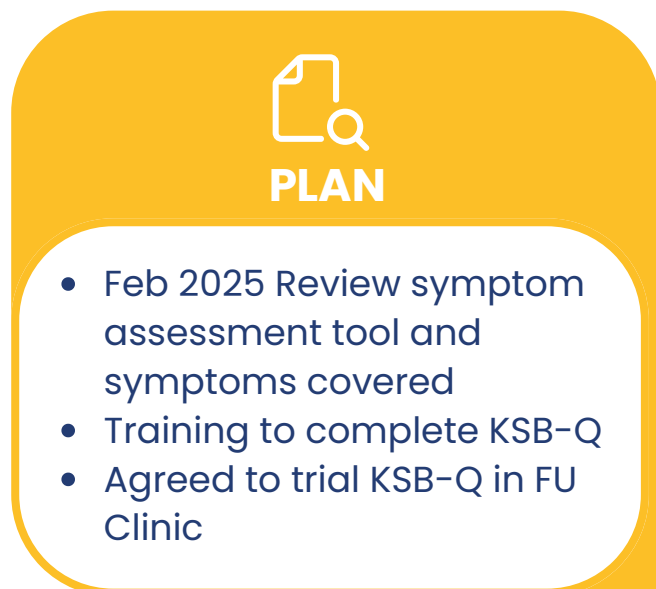 PLAN
• Feb 2025 Review symptom
assessment tool and
symptoms covered
• Training to complete KSB-Q
• Agreed to trial KSB-Q in FU
Clinic